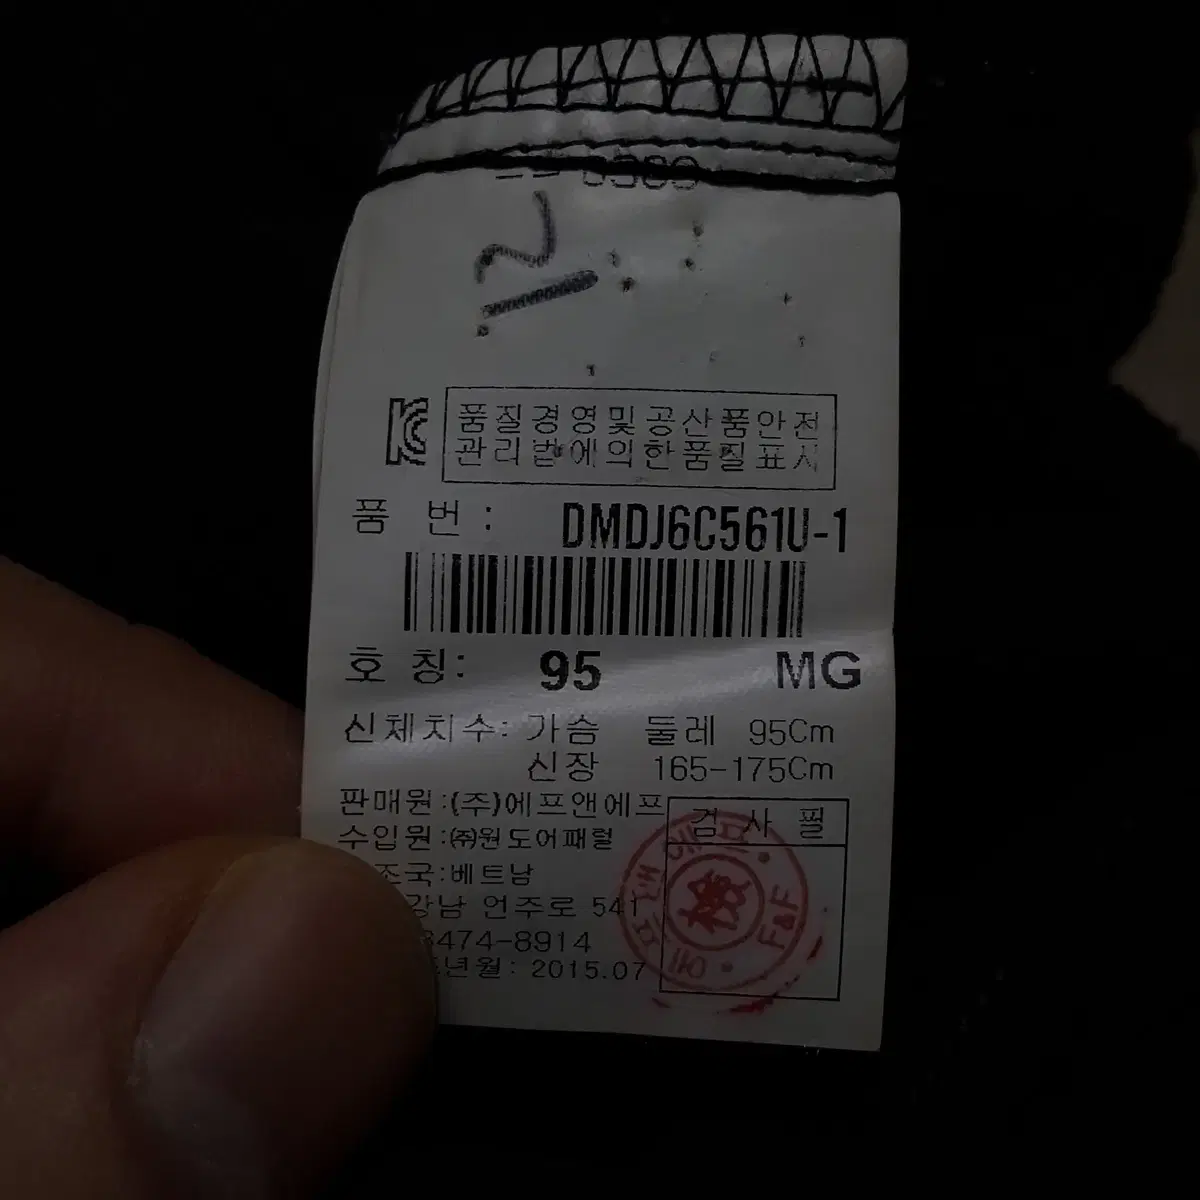 12
품질경영및공산품안전
관리법에의한품질표시
품 번 : DMDJ6C561U-1
호 칭: 95 MG
신체치수: 가슴 둘레 95Cm
신장 165-175Cm
판매원:(주)에프앤에프
검 사 필
수입원:㈜원도어패럴
조국:베트남
강남 언주로 541
3474-8914
년월: 2015.07
F&F